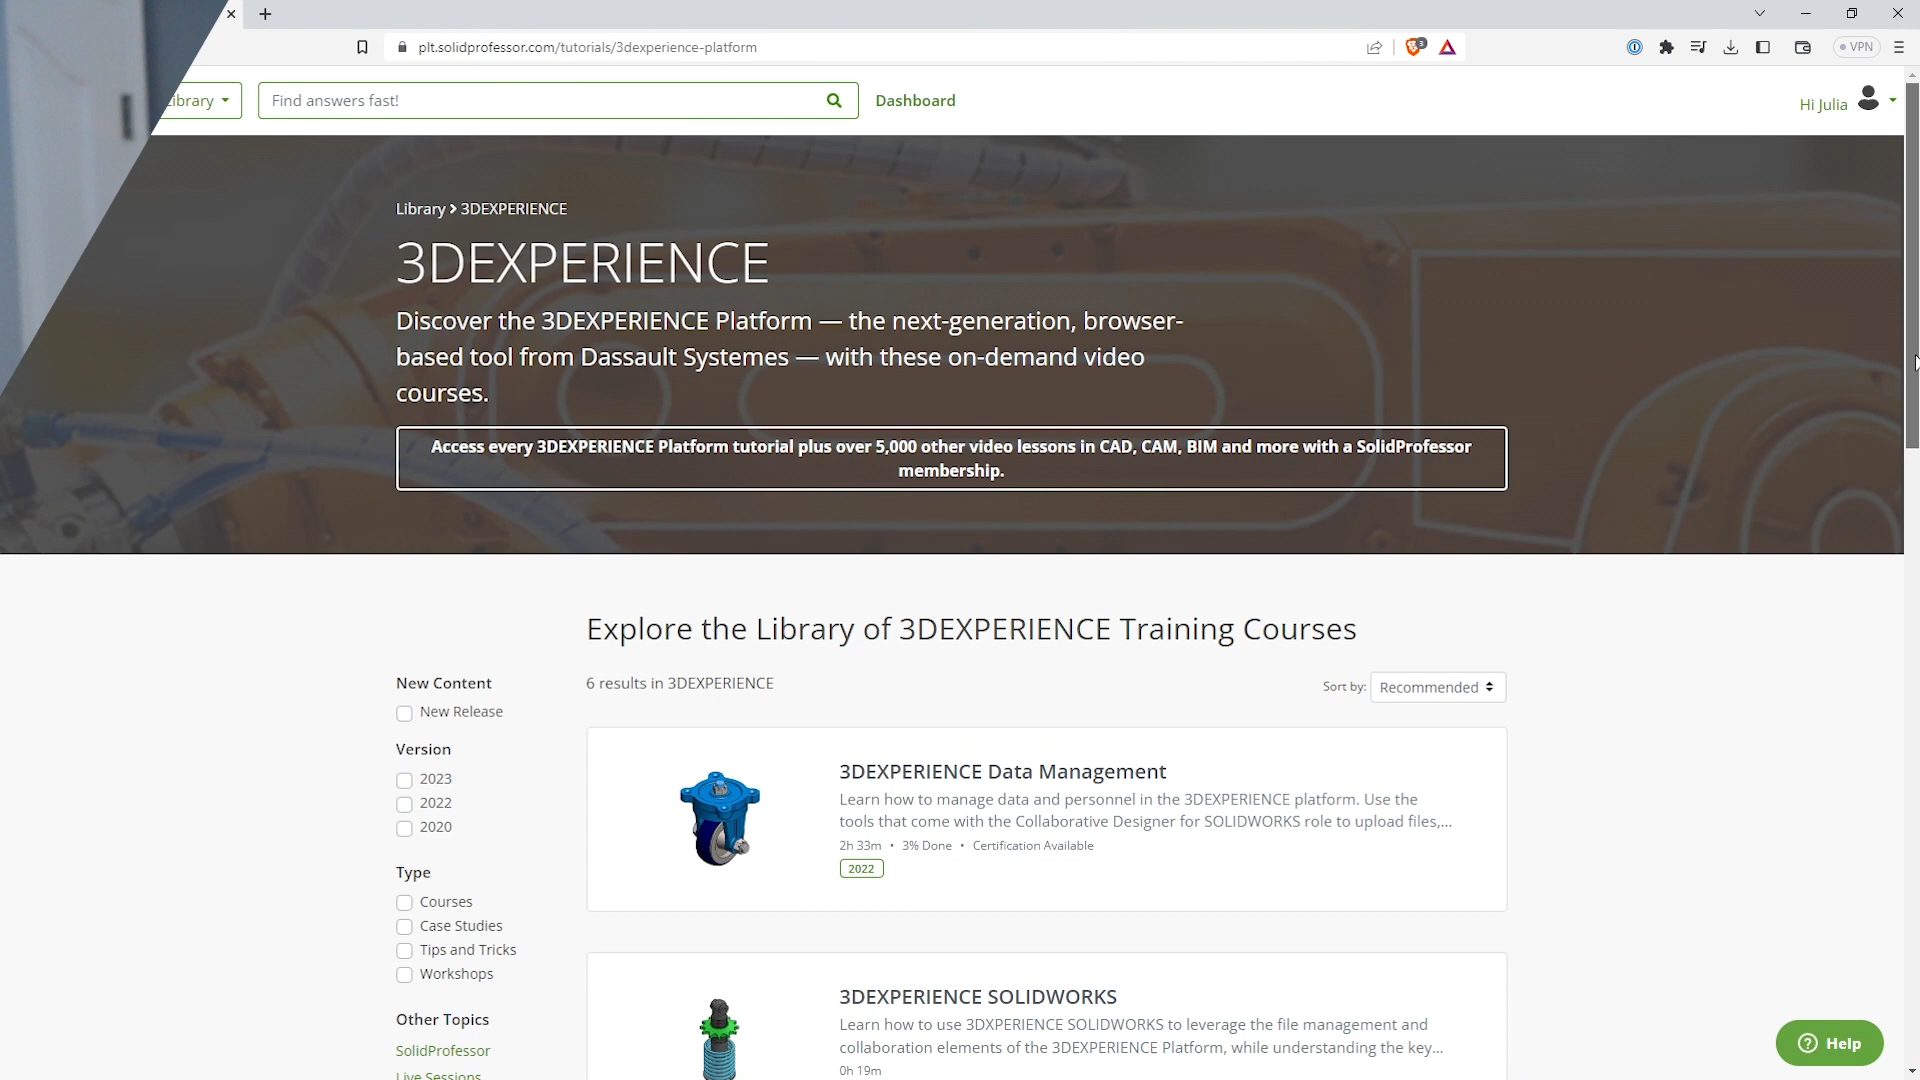 plt.solidprofessor.com/tutorials/3dexperience-platform
VPN
Find answers fast!
Dashboard
Hi Julia
Library > 3DEXPERIENCE
3DEXPERIENCE
Discover the 3DEXPERIENCE Platform — the next-generation, browser-
based tool from Dassault Systemes — with these on-demand video
courses.
Access every 3DEXPERIENCE Platform tutorial plus over 5,000 other video lessons in CAD, CAM, BIM and more with a SolidProfessor
membership.
Explore the Library of 3DEXPERIENCE Training Courses
New Content
New Release
Version
2023
2022
2020
Type
Courses
Case Studies
Tips and Tricks
Workshops
Other Topics
SolidProfessor
Live Sessions
6 results in 3DEXPERIENCE
Sort by: Recommended
3DEXPERIENCE Data Management
Learn how to manage data and personnel in the 3DEXPERIENCE platform. Use the
tools that come with the Collaborative Designer for SOLIDWORKS role to upload files,...
2h 33m • 3% Done • Certification Available
2022
3DEXPERIENCE SOLIDWORKS
Learn how to use 3DXPERIENCE SOLIDWORKS to leverage the file management and
collaboration elements of the 3DEXPERIENCE Platform, while understanding the key...
0h 19m
Help